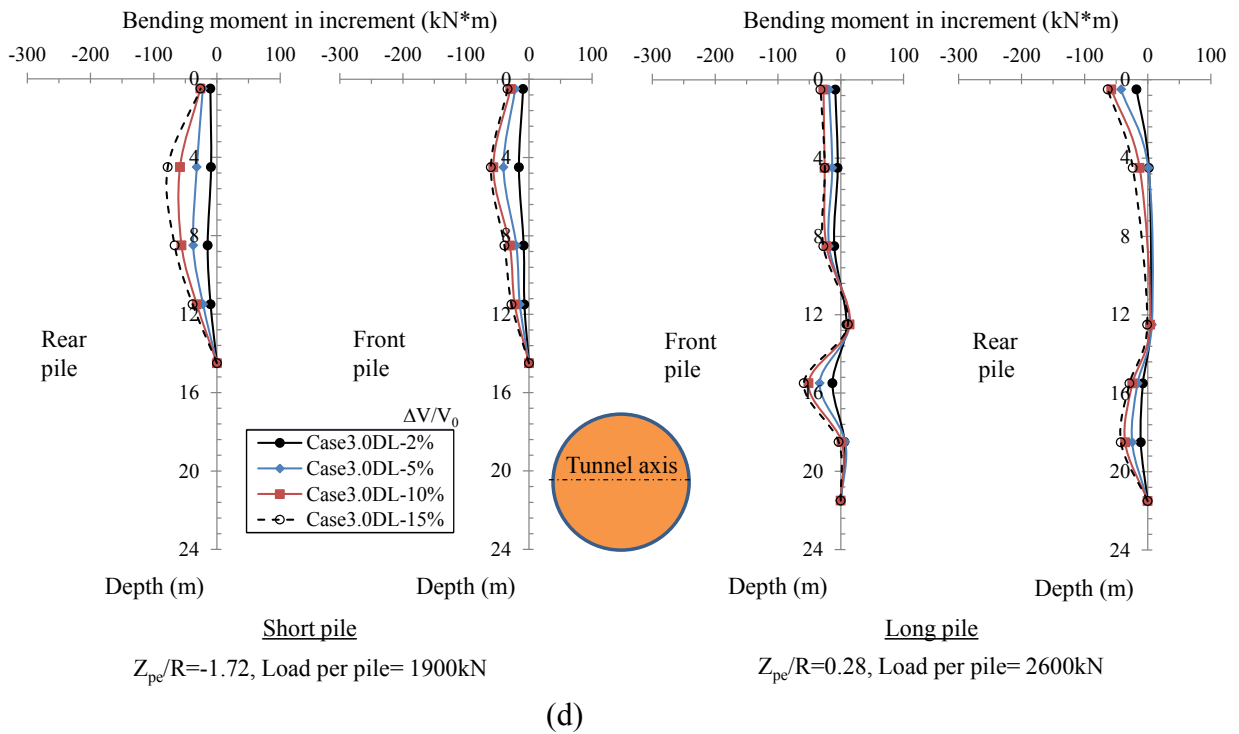 Bending moment in increment (kN*m)
Bending moment in increment (kN*m)
-300 -200 -100 0 100
-300 -200 -100 0 100
-300 -200 -100 0 100
-300 -200 -100 0 100
0 0 0 0
4 4 4 4
8 8 8 8
12 12 12 12
Rear pile
Front pile
Front pile
Rear pile
16 16 16 16
ΔV/V0
Case3.0DL-2%
Case3.0DL-5%
Case3.0DL-10%
Case3.0DL-15%
Tunnel axis
20 20 20 20
24 24 24 24
Depth (m) Depth (m) Depth (m) Depth (m)
Short pile
Long pile
Zpe/R=-1.72, Load per pile= 1900kN
Zpe/R=0.28, Load per pile= 2600kN
(d)